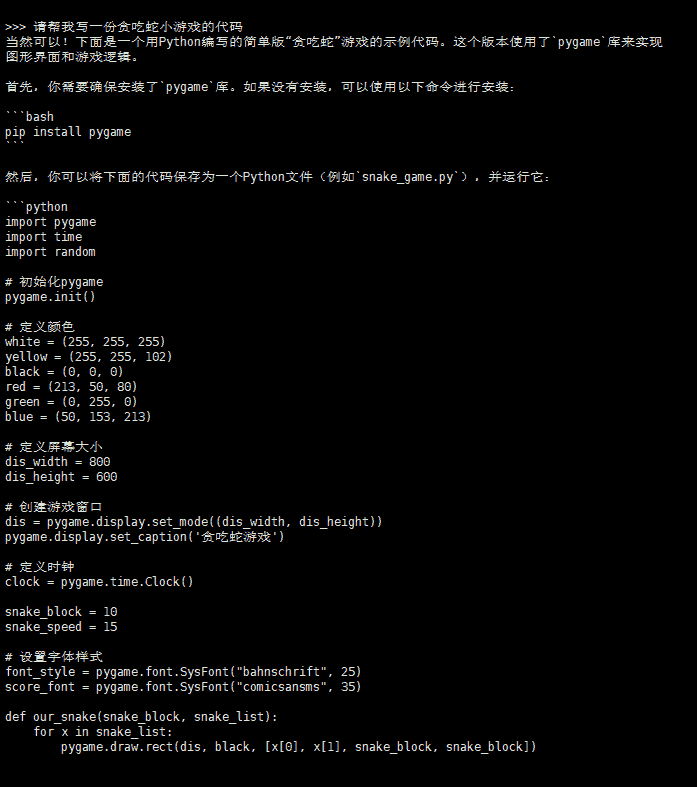 >>> 请帮我写一份贪吃蛇小游戏的代码
当然可以！下面是一个用Python编写的简单版“贪吃蛇”游戏的示例代码。这个版本使用了`pygame`库来实现
图形界面和游戏逻辑。
首先，你需要确保安装了`pygame`库。如果没有安装，可以使用以下命令进行安装：
```bash
pip install pygame
```
然后，你可以将下面的代码保存为一个Python文件（例如`snake_game.py`），并运行它：
```python
import pygame
import time
import random
# 初始化pygame
pygame.init()
# 定义颜色
white = (255, 255, 255)
yellow = (255, 255, 102)
black = (0, 0, 0)
red = (213, 50, 80)
green = (0, 255, 0)
blue = (50, 153, 213)
# 定义屏幕大小
dis_width = 800
dis_height = 600
# 创建游戏窗口
dis = pygame.display.set_mode((dis_width, dis_height))
pygame.display.set_caption('贪吃蛇游戏')
# 定义时钟
clock = pygame.time.Clock()
snake_block = 10
snake_speed = 15
# 设置字体样式
font_style = pygame.font.SysFont("bahnschrift", 25)
score_font = pygame.font.SysFont("comicsansms", 35)
def our_snake(snake_block, snake_list):
    for x in snake_list:
        pygame.draw.rect(dis, black, [x[0], x[1], snake_block, snake_block])